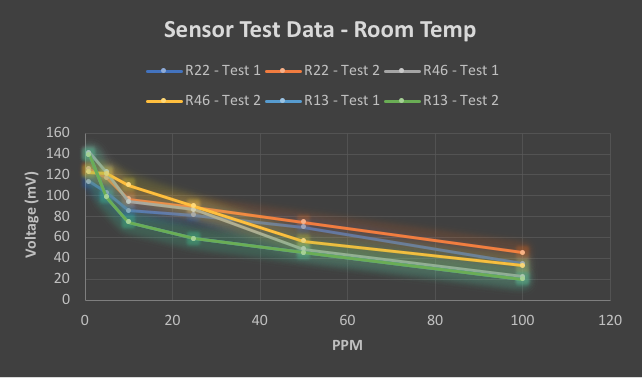 Sensor Test Data - Room Temp
R22 - Test 1 R22 - Test 2 R46 - Test 1
R46 - Test 2 R13 - Test 1 R13 - Test 2
Voltage (mV)
160
140
120
100
80
60
40
20
0
0 20 40 60 80 100 120
PPM